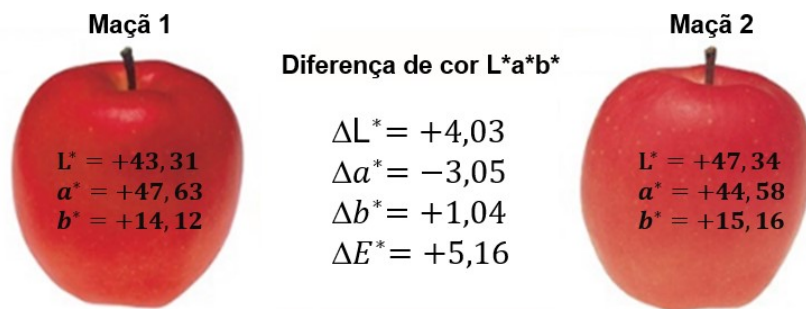 Maçã 1
L* = +43,31
a* = +47,63
b* = +14,12
Diferença de cor L*a*b*
ΔL* = +4,03
Δa* = −3,05
Δb* = +1,04
ΔE* = +5,16
Maçã 2
L* = +47,34
a* = +44,58
b* = +15,16